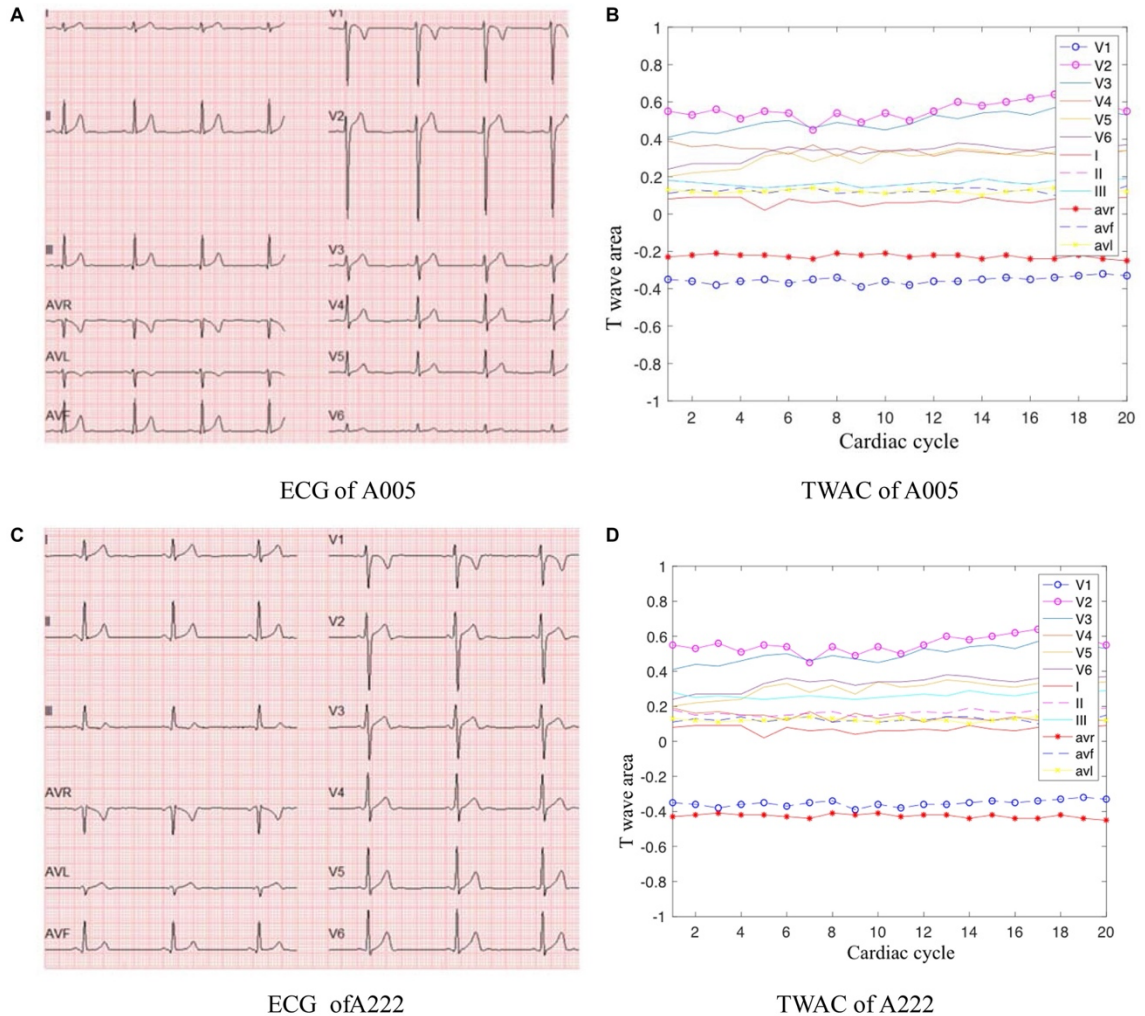 A
I
II
III
AVR
AVL
AVF
V1
V2
V3
V4
V5
V6
ECG of A005
B
T wave area
1
0.8
0.6
0.4
0.2
0
-0.2
-0.4
-0.6
-0.8
-1
2 4 6 8 10 12 14 16 18 20
Cardiac cycle
V1
V2
V3
V4
V5
V6
I
II
III
avr
avf
avl
TWAC of A005
C
I
II
III
AVR
AVL
AVF
V1
V2
V3
V4
V5
V6
ECG ofA222
D
T wave area
1
0.8
0.6
0.4
0.2
0
-0.2
-0.4
-0.6
-0.8
-1
2 4 6 8 10 12 14 16 18 20
Cardiac cycle
V1
V2
V3
V4
V5
V6
I
II
III
avr
avf
avl
TWAC of A222